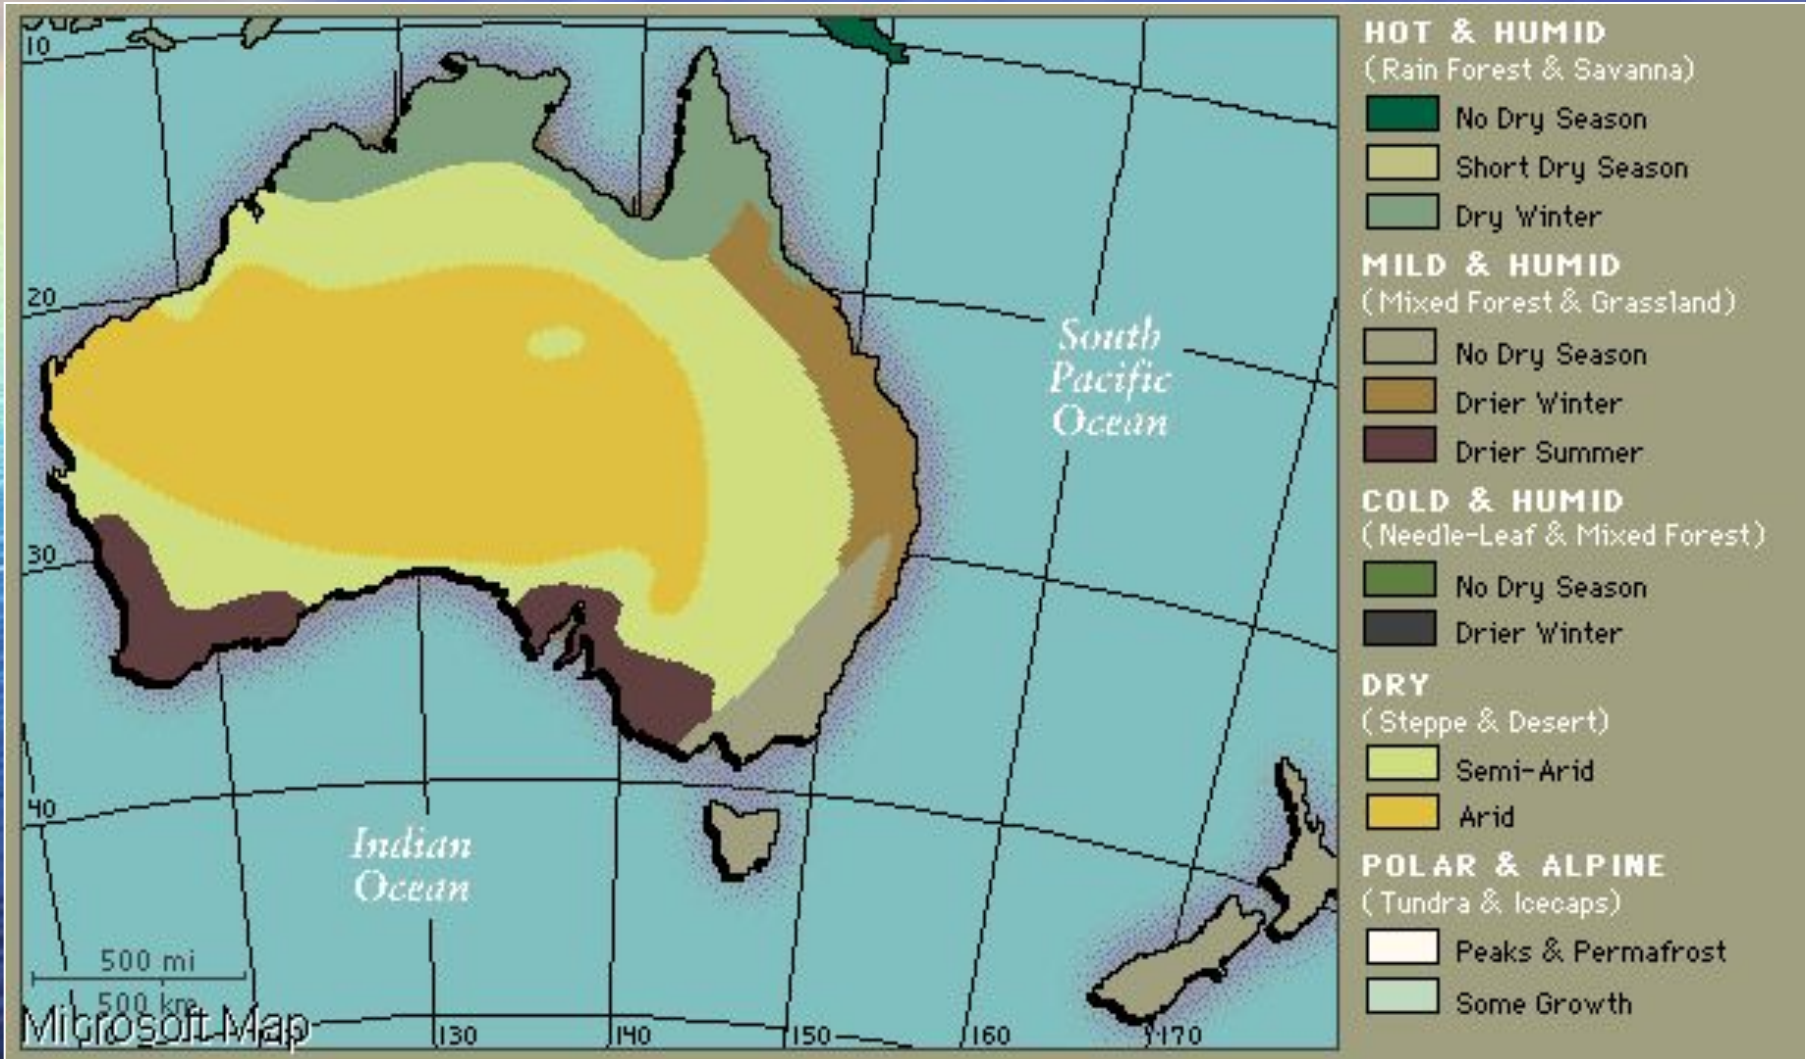 10
20
30
40
South
Pacific
Ocean
Indian
Ocean
500 mi
500 km
Microsoft Map
130
140
150
160
170
HOT & HUMID
(Rain Forest & Savanna)
No Dry Season
Short Dry Season
Dry Winter
MILD & HUMID
(Mixed Forest & Grassland)
No Dry Season
Drier Winter
Drier Summer
COLD & HUMID
(Needle-Leaf & Mixed Forest)
No Dry Season
Drier Winter
DRY
(Steppe & Desert)
Semi-Arid
Arid
POLAR & ALPINE
(Tundra & Icecaps)
Peaks & Permafrost
Some Growth